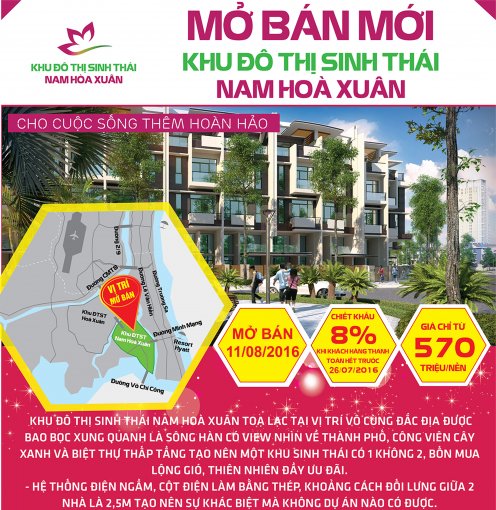 KHU ĐÔ THỊ SINH THÁI
NAM HÒA XUÂN
MỞ BÁN MỚI
KHU ĐÔ THỊ SINH THÁI
NAM HOÀ XUÂN
CHO CUỘC SỐNG THÊM HOÀN HẢO
Đường 2/9
Đường CMT8
Đường Lê Văn Hiến
Đường Trường Sa
VỊ TRÍ
MỞ BÁN
Khu ĐTST
Hoà Xuân
Khu ĐTST
Nam Hoà Xuân
Đường Minh Mạng
Resort
Hyatt
Đường Võ Chí Công
MỞ BÁN
11/08/2016
CHIẾT KHẤU
8%
KHI KHÁCH HÀNG THANH
TOÁN HẾT TRƯỚC
26/07/2016
GIÁ CHỈ TỪ
570
TRIỆU/NỀN
KHU ĐÔ THỊ SINH THÁI NAM HOÀ XUÂN TOẠ LẠC TẠI VỊ TRÍ VÔ CÙNG ĐẮC ĐỊA ĐƯỢC
BAO BỌC XUNG QUANH LÀ SÔNG HÀN CÓ VIEW NHÌN VỀ THÀNH PHỐ, CÔNG VIÊN CÂY
XANH VÀ BIỆT THỰ THẤP TẦNG TẠO NÊN MỘT KHU SINH THÁI CÓ 1 KHÔNG 2, BỐN MÙA
LỘNG GIÓ, THIÊN NHIÊN ĐẦY ƯU ĐÃI.
- HỆ THỐNG ĐIỆN NGẦM, CỘT ĐIỆN LÀM BẰNG THÉP, KHOẢNG CÁCH ĐỐI LƯNG GIỮA 2
NHÀ LÀ 2,5M TẠO NÊN SỰ KHÁC BIỆT MÀ KHÔNG DỰ ÁN NÀO CÓ ĐƯỢC.